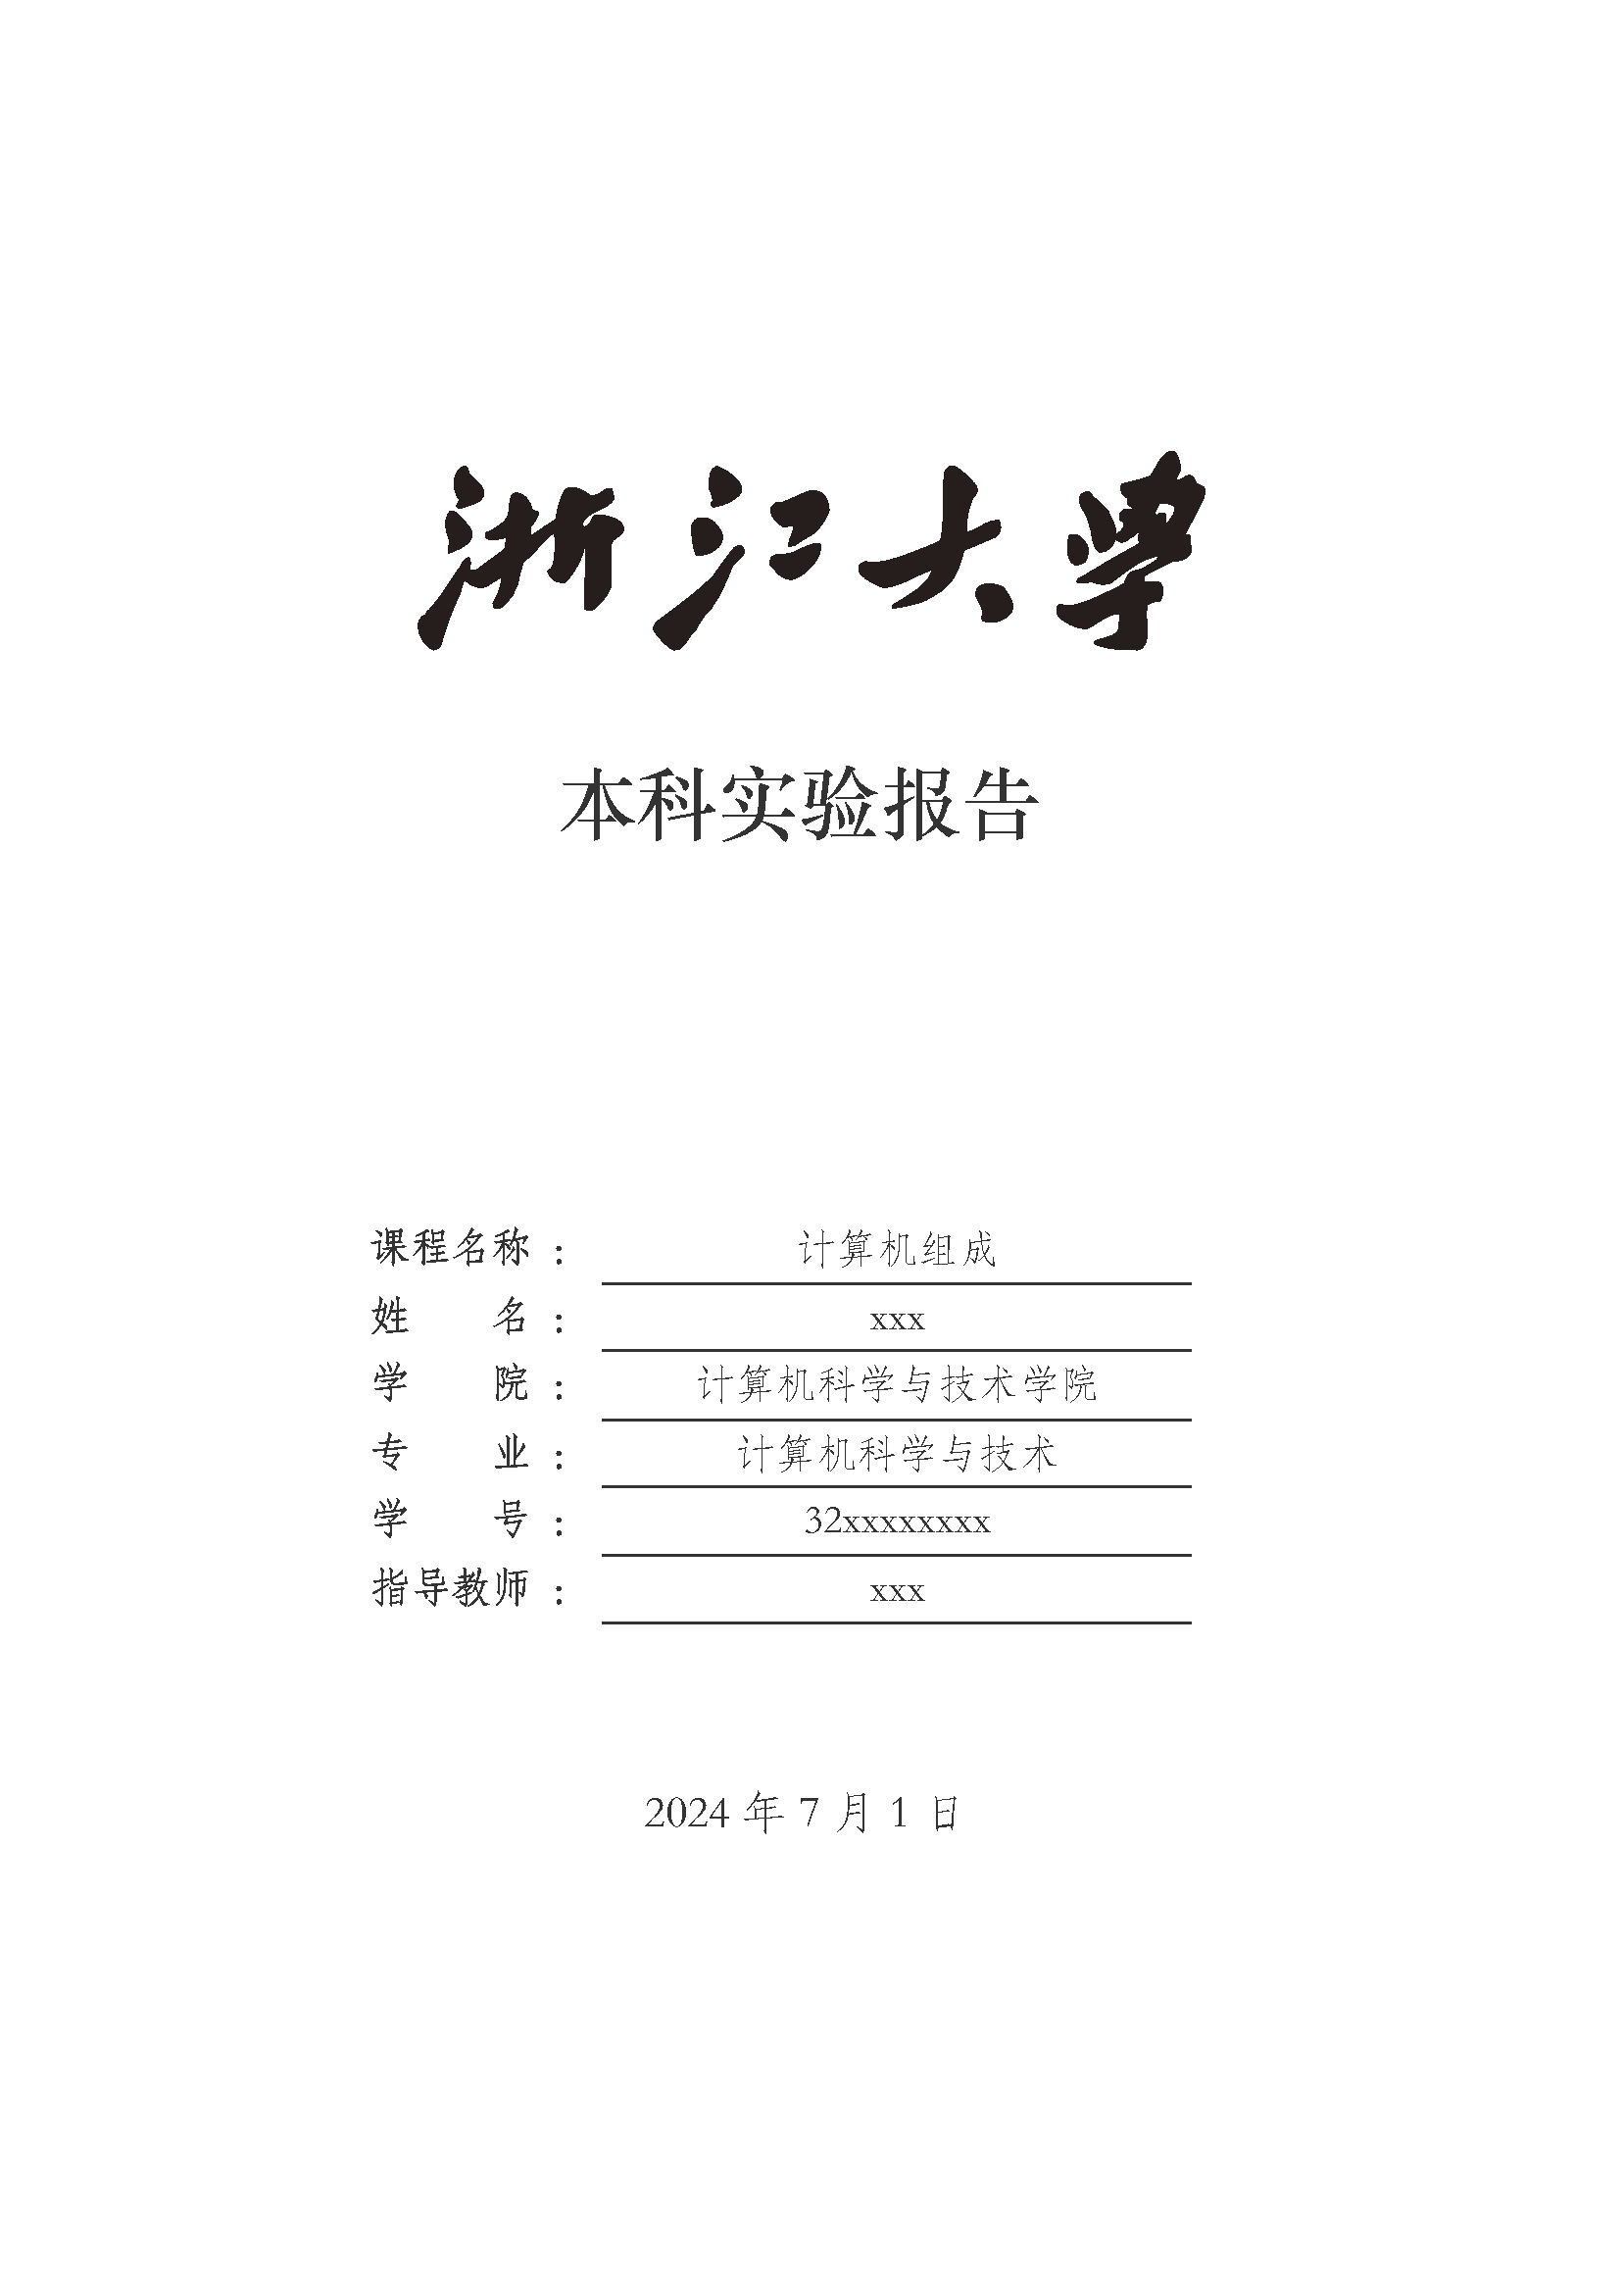 浙江大学
本科实验报告
课程名称: 计算机组成
姓 名: xxx
学 院: 计算机科学与技术学院
专 业: 计算机科学与技术
学 号: 32xxxxxxxx
指导教师: xxx
2024 年 7 月 1 日